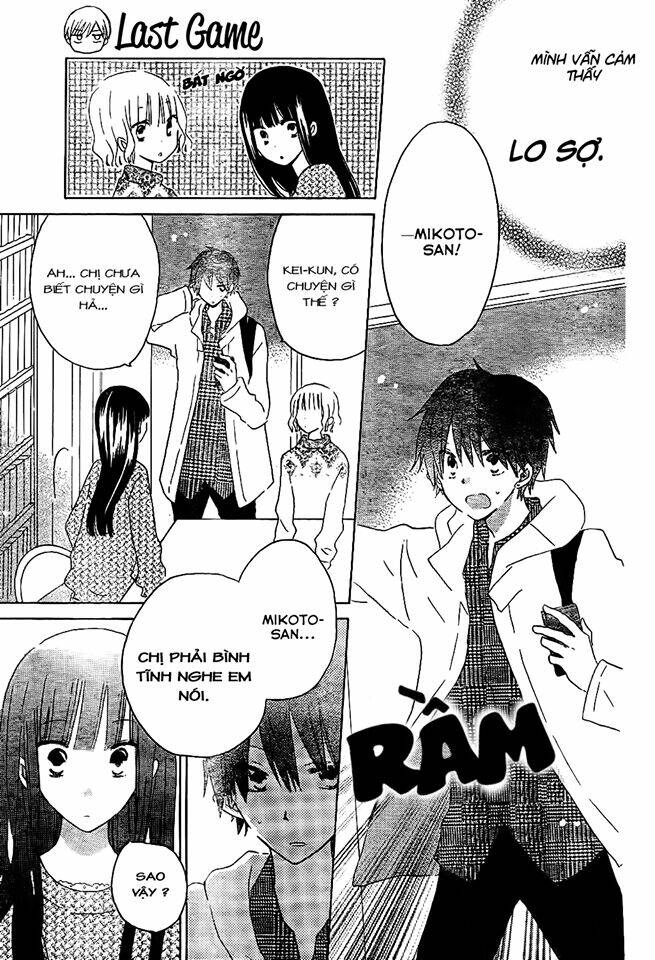 Last Game
MÌNH VẪN CẢM
THẤY
LO SỢ.
—MIKOTO-
SAN!
RẦM
BẤT NGỜ
KEI-KUN, CÓ
CHUYỆN GÌ
THẾ ?
AH... CHỊ CHƯA
BIẾT CHUYỆN GÌ
HẢ...
MIKOTO-
SAN...
CHỊ PHẢI BÌNH
TĨNH NGHE EM
NÓI.
SAO
VẬY ?